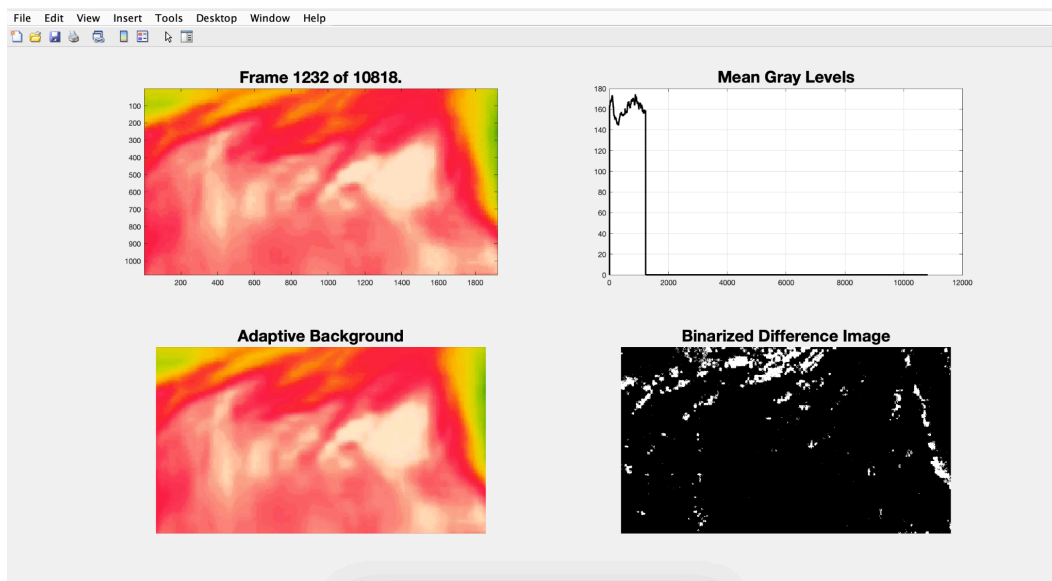 File Edit View Insert Tools Desktop Window Help
Frame 1232 of 10818.
100
200
300
400
500
600
700
800
900
1000
200 400 600 800 1000 1200 1400 1600 1800
Mean Gray Levels
180
160
140
120
100
80
60
40
20
0
0 2000 4000 6000 8000 10000 12000
Adaptive Background
Binarized Difference Image